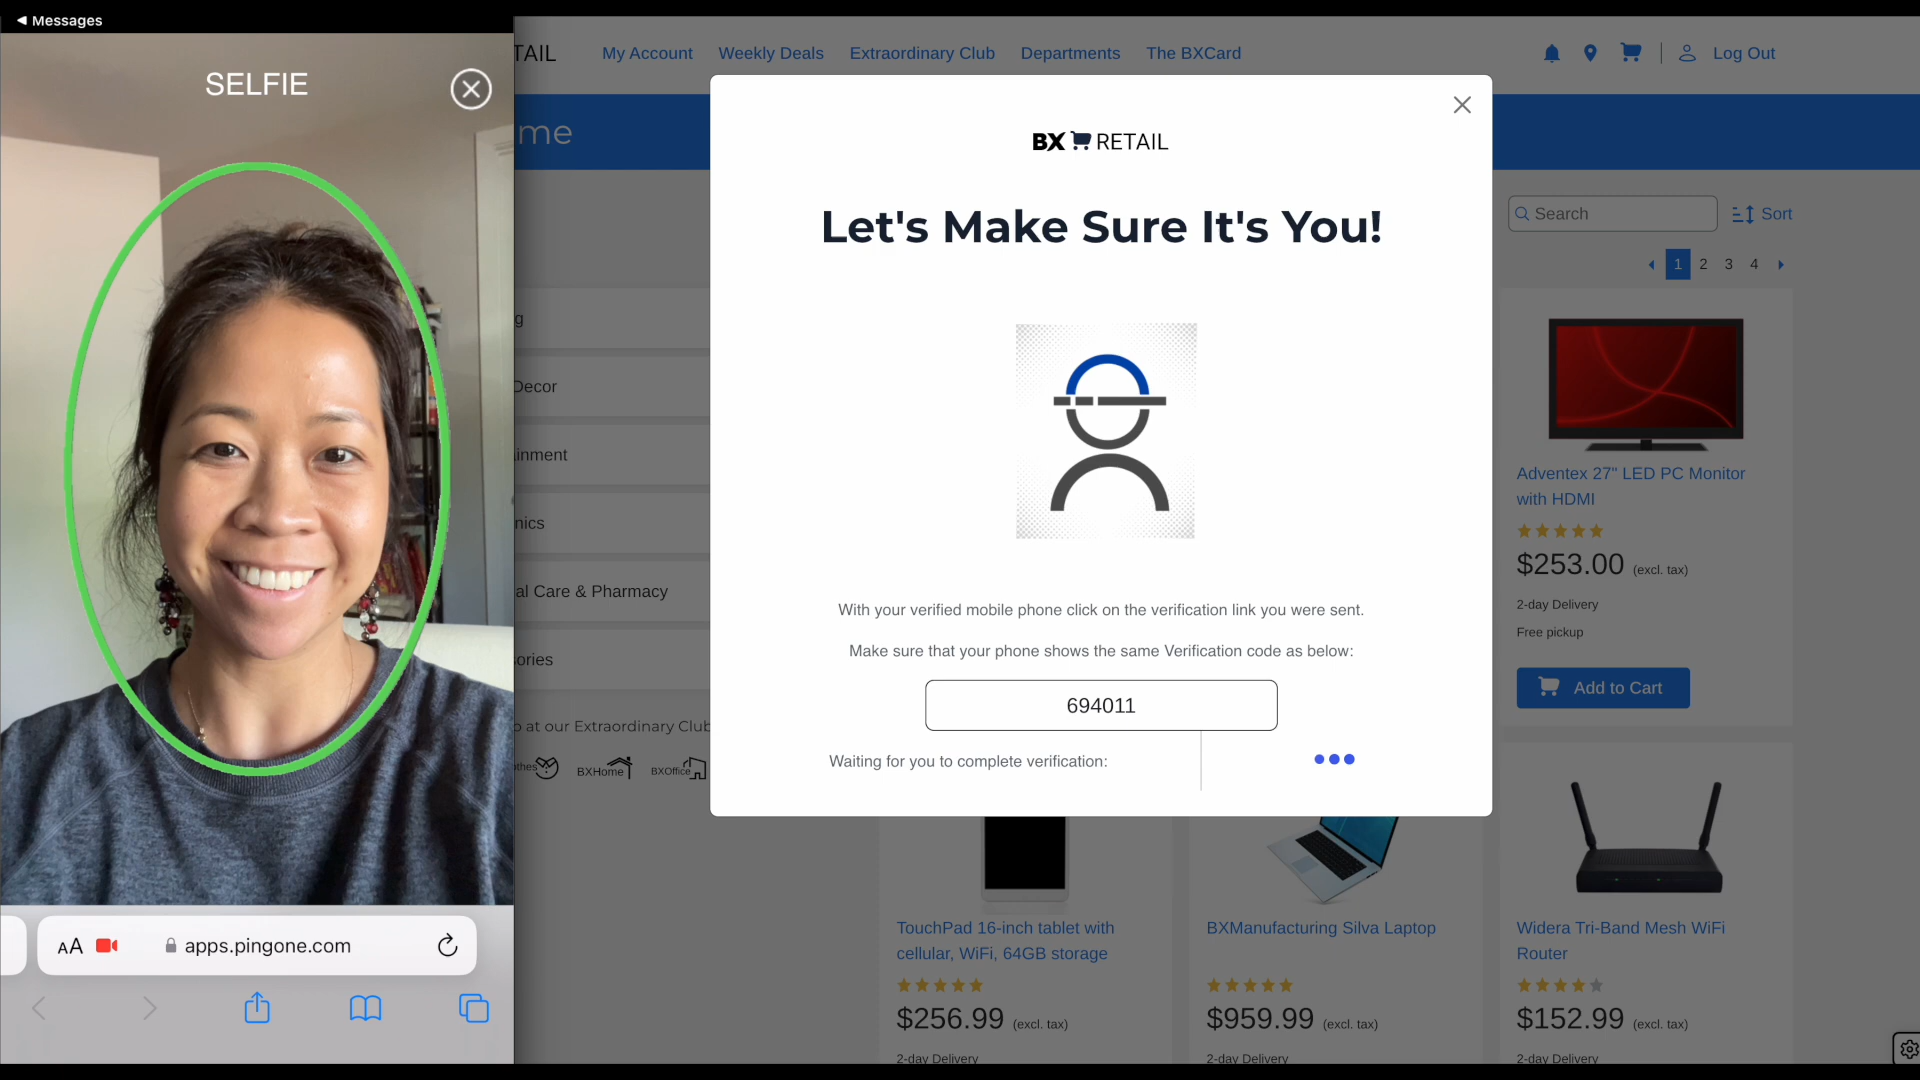 Messages
SELFIE
AA
apps.pingone.com
TAIL
My Account
Weekly Deals
Extraordinary Club
Departments
The BXCard
Log Out
me
Search
Sort
1
2
3
4
g
Decor
inment
nics
al Care & Pharmacy
ories
p at our Extraordinary Club
thes
BXHome
BXOffice
BX RETAIL
Let's Make Sure It's You!
With your verified mobile phone click on the verification link you were sent.
Make sure that your phone shows the same Verification code as below:
694011
Waiting for you to complete verification:
Adventex 27" LED PC Monitor
with HDMI
$253.00 (excl. tax)
2-day Delivery
Free pickup
Add to Cart
TouchPad 16-inch tablet with
cellular, WiFi, 64GB storage
$256.99 (excl. tax)
2-day Delivery
BXManufacturing Silva Laptop
$959.99 (excl. tax)
2-day Delivery
Widera Tri-Band Mesh WiFi
Router
$152.99 (excl. tax)
2-day Delivery